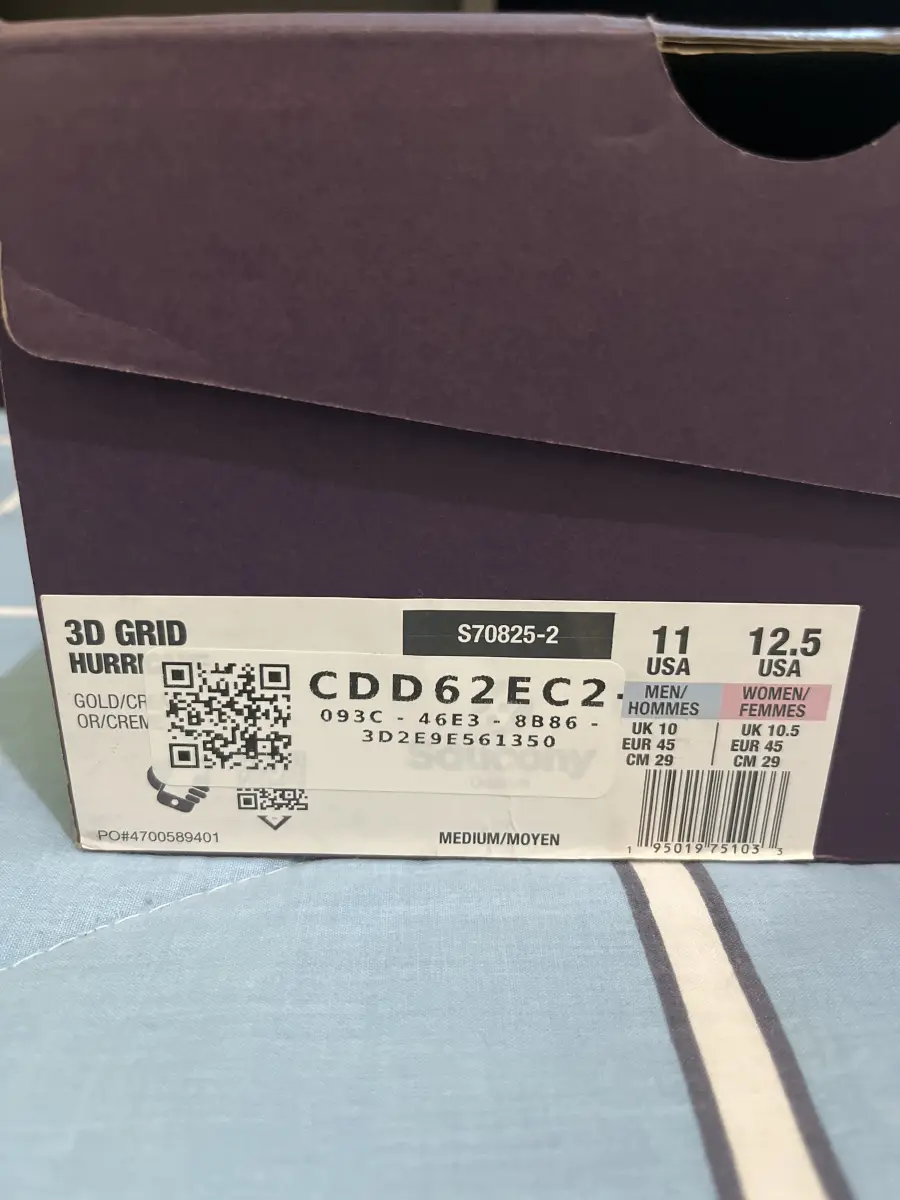 3D GRID
HURRI
GOLD/CR
OR/CREM
S70825-2
CDD62EC2-
093C - 46E3 - 8B86 -
3D2E9E561350
Saucony
11
USA
MEN/
HOMMES
UK 10
EUR 45
CM 29
12.5
USA
WOMEN/
FEMMES
UK 10.5
EUR 45
CM 29
PO#4700589401
MEDIUM/MOYEN
1 95019 75103 3